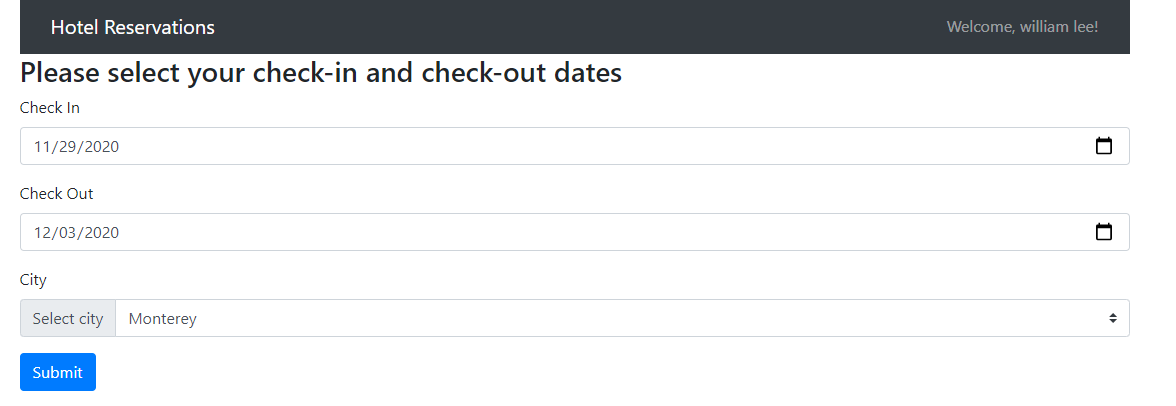 Hotel Reservations Welcome, william lee!
Please select your check-in and check-out dates
Check In
11/29/2020
Check Out
12/03/2020
City
Select city Monterey
Submit